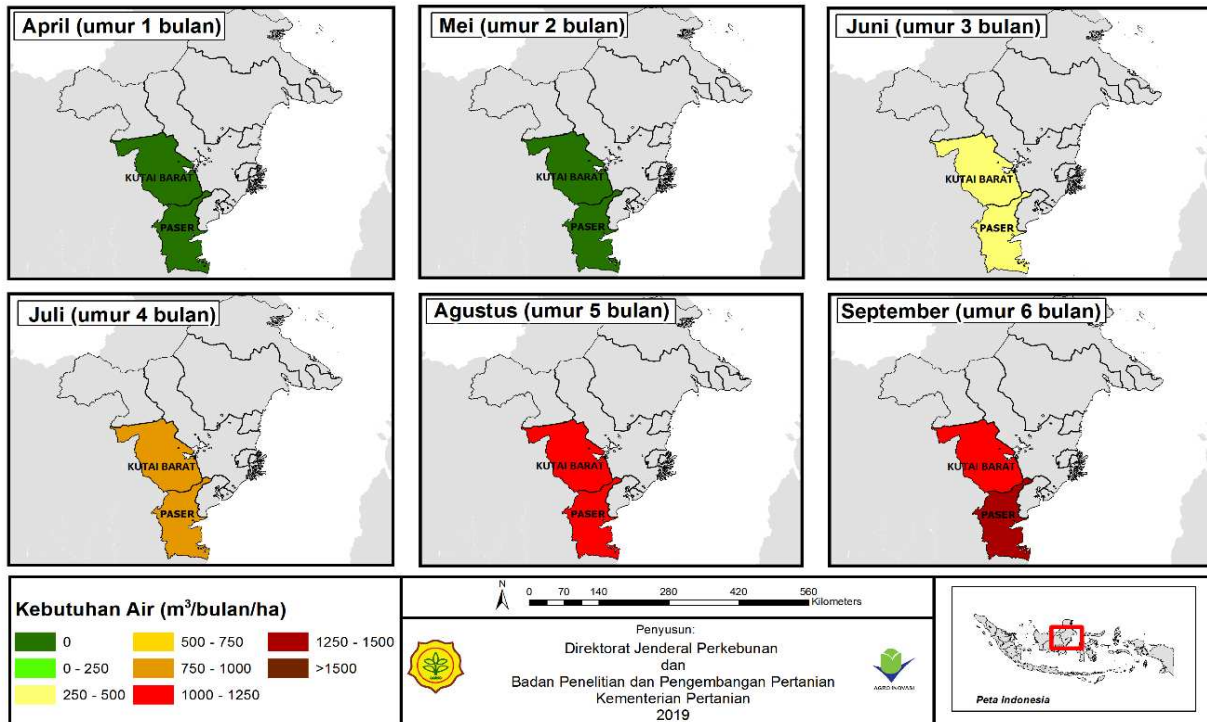 April (umur 1 bulan)
KUTAI BARAT
PASER
Mei (umur 2 bulan)
KUTAI BARAT
PASER
Juni (umur 3 bulan)
KUTAI BARAT
PASER
Juli (umur 4 bulan)
KUTAI BARAT
PASER
Agustus (umur 5 bulan)
KUTAI BARAT
PASER
September (umur 6 bulan)
KUTAI BARAT
PASER
Kebutuhan Air (m³/bulan/ha)
0
0 - 250
250 - 500
500 - 750
750 - 1000
1000 - 1250
1250 - 1500
>1500
N
0 70 140 280 420 560
Kilometers
Penyusun:
Direktorat Jenderal Perkebunan
dan
Badan Penelitian dan Pengembangan Pertanian
Kementerian Pertanian
2019
AGRO INOVASI
Peta Indonesia